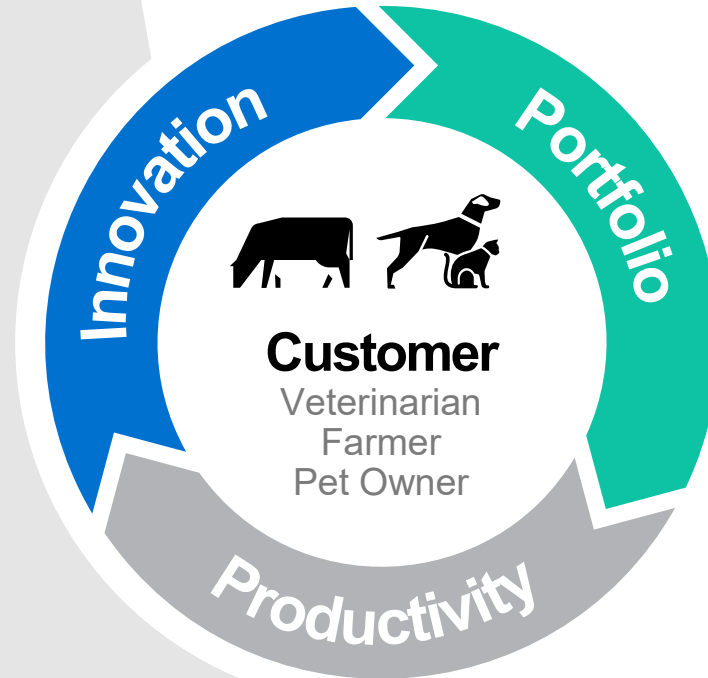 Innovation
Portfolio
Customer
Veterinarian
Farmer
Pet Owner
Productivity